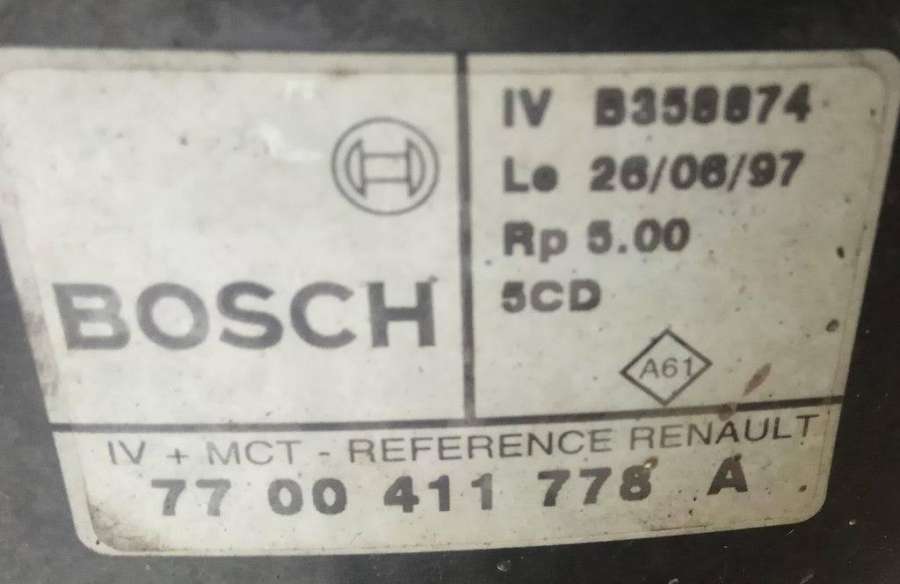 BOSCH
IV B358874
Le 26/06/97
Rp 5.00
5CD
A61
IV + MCT - REFERENCE RENAULT
77 00 411 778 A